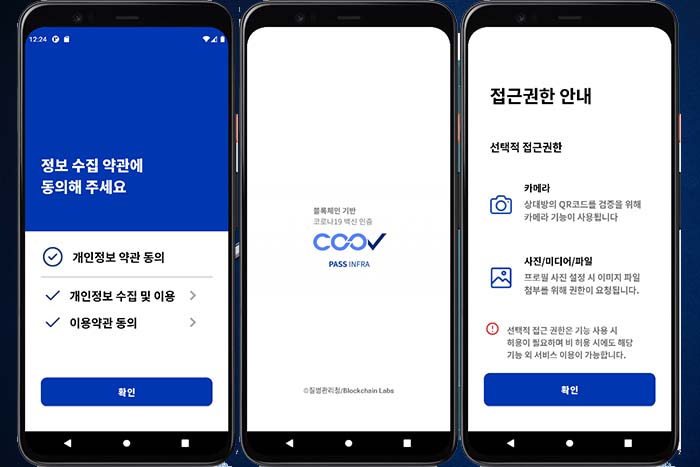 12:24
정보 수집 약관에
동의해 주세요
개인정보 약관 동의
개인정보 수집 및 이용
이용약관 동의
확인
블록체인 기반
코로나19 백신 인증
COOV
PASS INFRA
©질병관리청/Blockchain Labs
접근권한 안내
선택적 접근권한
카메라
상대방의 QR코드를 검증을 위해
카메라 기능이 사용됩니다
사진/미디어/파일
프로필 사진 설정 시 이미지 파일
첨부를 위해 권한이 요청됩니다.
선택적 접근 권한은 기능 사용 시
허용이 필요하며 비 허용 시에도 해당
기능 외 서비스 이용이 가능합니다.
확인